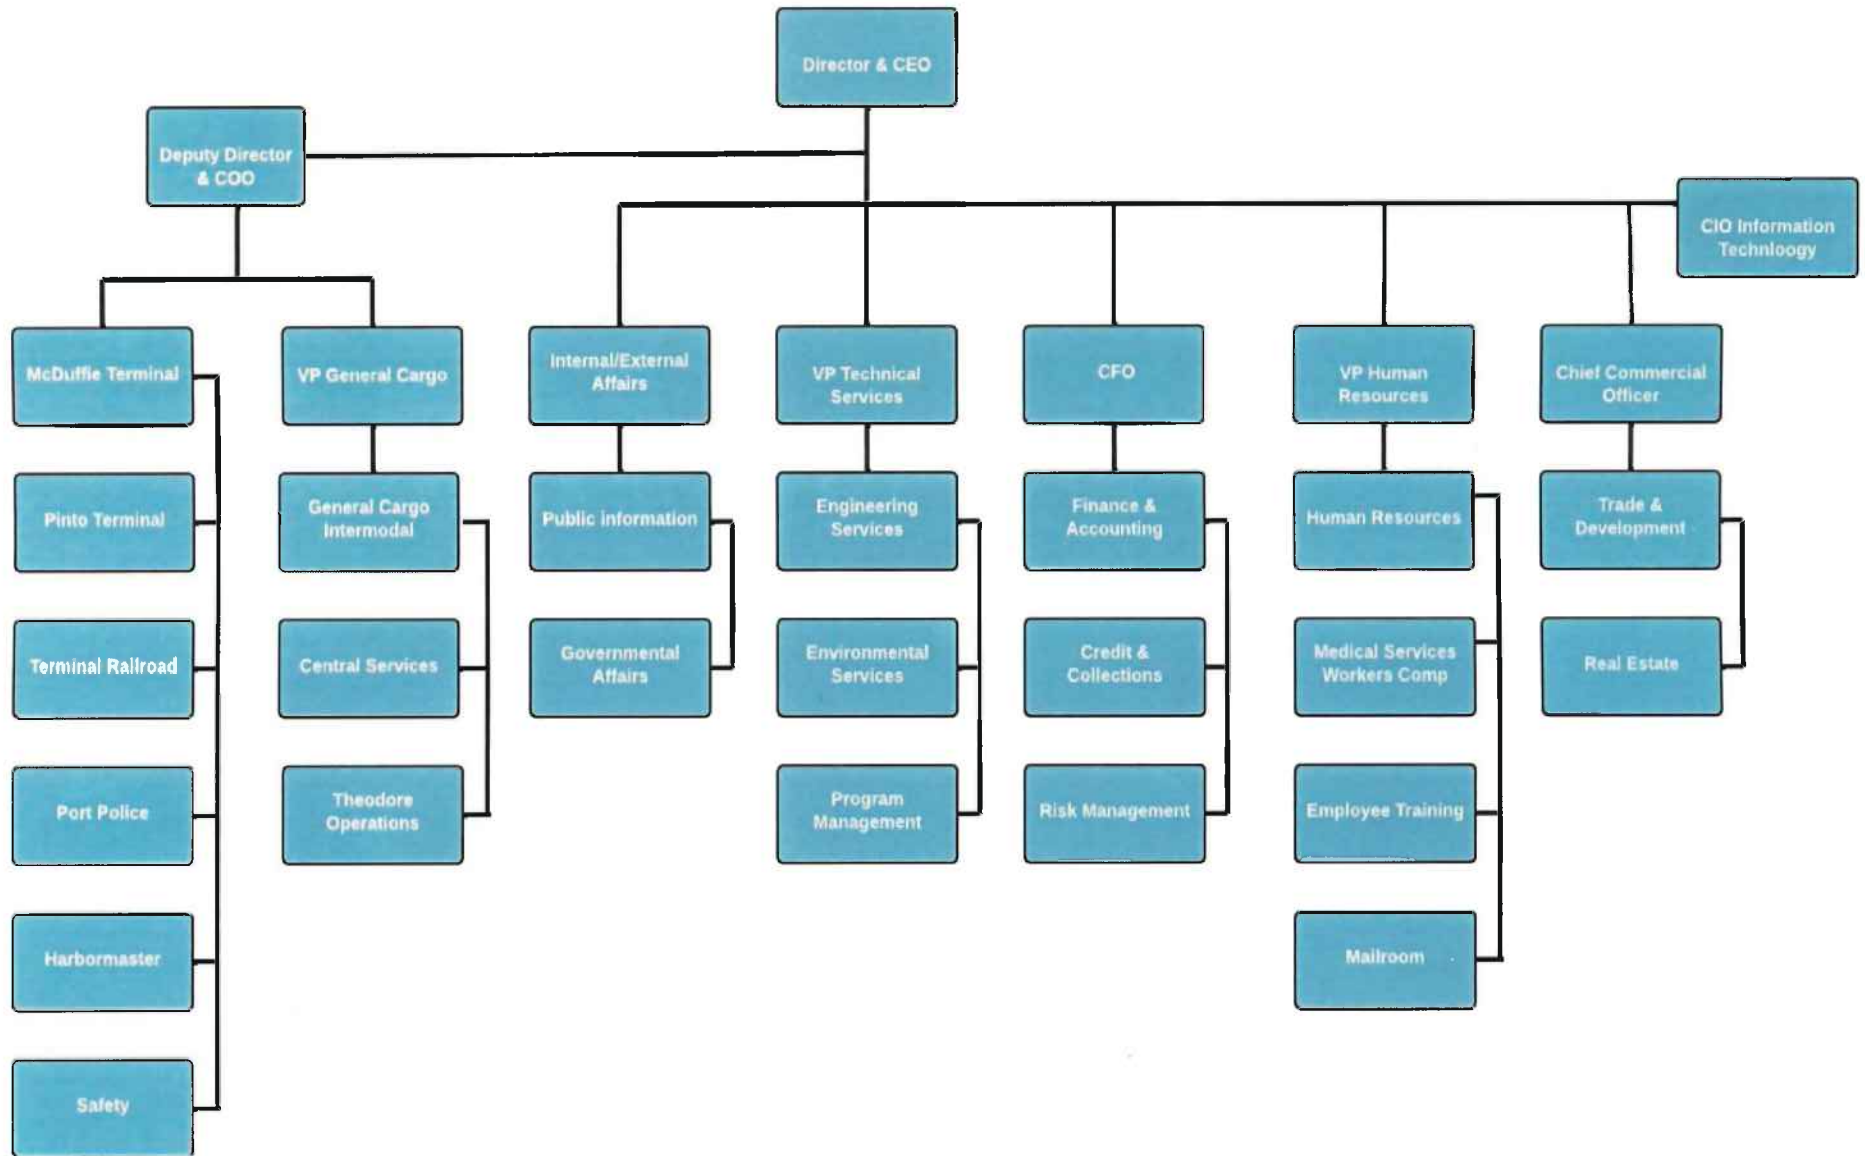 Director & CEO
Deputy Director
& COO
CIO Information
Technloogy
McDuffie Terminal
VP General Cargo
Internal/External
Affairs
VP Technical
Services
CFO
VP Human
Resources
Chief Commercial
Officer
Pinto Terminal
General Cargo
Intermodal
Public information
Engineering
Services
Finance &
Accounting
Human Resources
Trade &
Development
Terminal Railroad
Central Services
Governmental
Affairs
Environmental
Services
Credit &
Collections
Medical Services
Workers Comp
Real Estate
Port Police
Theodore
Operations
Program
Management
Risk Management
Employee Training
Harbormaster
Mailroom
Safety